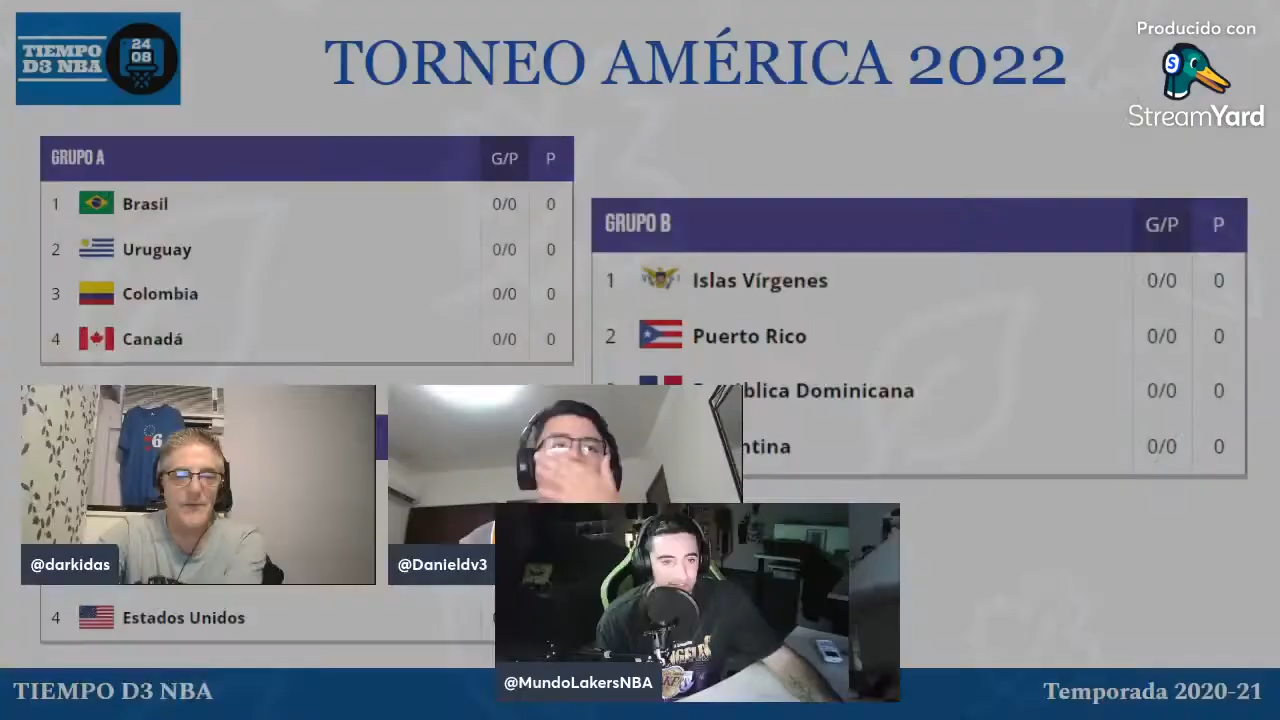 TIEMPO
D3 NBA
24
08
TORNEO AMÉRICA 2022
Producido con
StreamYard
GRUPO A G/P P
1 Brasil 0/0 0
2 Uruguay 0/0 0
3 Colombia 0/0 0
4 Canadá 0/0 0
GRUPO B G/P P
1 Islas Vírgenes 0/0 0
2 Puerto Rico 0/0 0
blica Dominicana 0/0 0
ntina 0/0 0
6
@darkidas
@Danieldv3
4 Estados Unidos
@MundoLakersNBA
TIEMPO D3 NBA
Temporada 2020-21